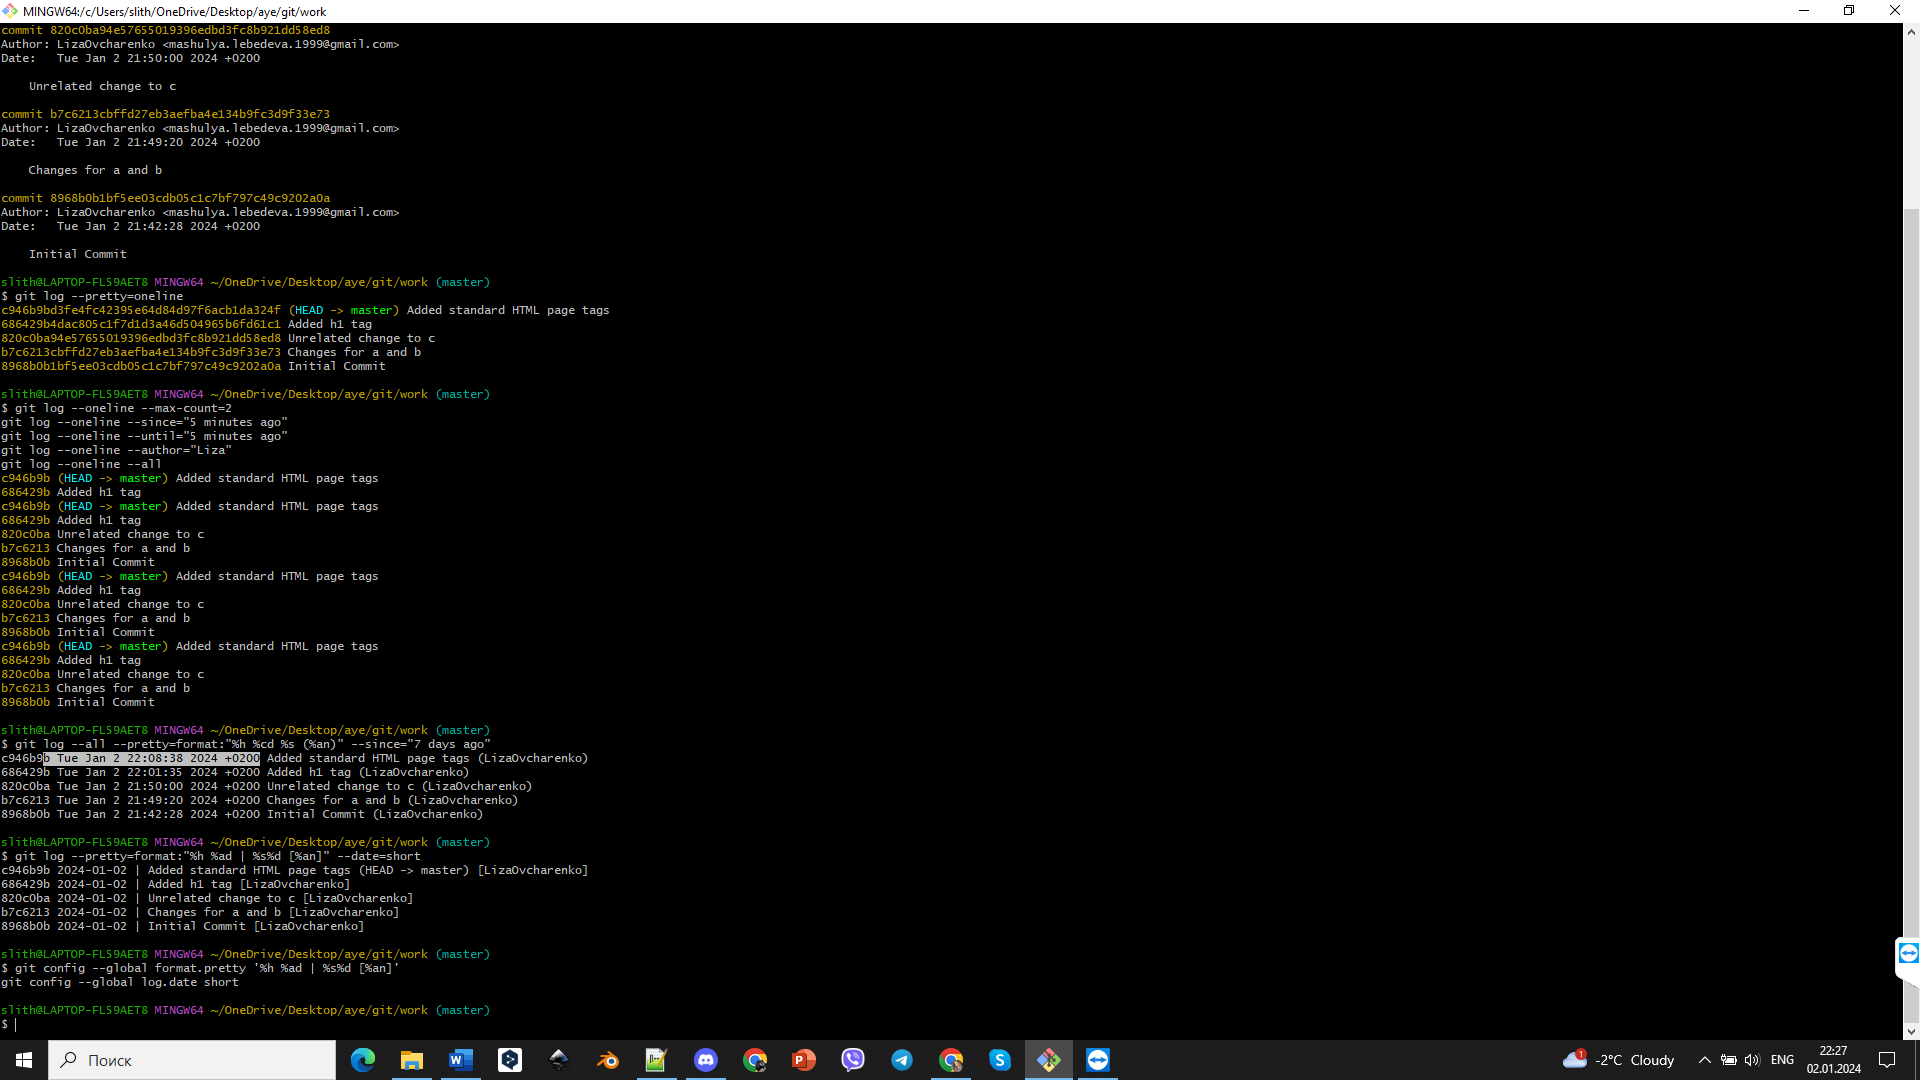 MINGW64:/c/Users/slith/OneDrive/Desktop/aye/git/work
commit 820c0ba94e57655019396edbd3fc8b921dd58ed8
Author: LizaOvcharenko <mashulya.lebedeva.1999@gmail.com>
Date:   Tue Jan 2 21:50:00 2024 +0200
Unrelated change to c
commit b7c6213cbffd27eb3aefba4e134b9fc3d9f33e73
Author: LizaOvcharenko <mashulya.lebedeva.1999@gmail.com>
Date:   Tue Jan 2 21:49:20 2024 +0200
Changes for a and b
commit 8968b0b1bf5ee03cdb05c1c7bf797c49c9202a0a
Author: LizaOvcharenko <mashulya.lebedeva.1999@gmail.com>
Date:   Tue Jan 2 21:42:28 2024 +0200
Initial Commit
slith@LAPTOP-FL59AET8 MINGW64 ~/OneDrive/Desktop/aye/git/work (master)
$ git log --pretty=oneline
c946b9bd3fe4fc42395e64d84d97f6acb1da324f (HEAD -> master) Added standard HTML page tags
686429b4dac805c1f7d1d3a46d504965b6fd61c1 Added h1 tag
820c0ba94e57655019396edbd3fc8b921dd58ed8 Unrelated change to c
b7c6213cbffd27eb3aefba4e134b9fc3d9f33e73 Changes for a and b
8968b0b1bf5ee03cdb05c1c7bf797c49c9202a0a Initial Commit
slith@LAPTOP-FL59AET8 MINGW64 ~/OneDrive/Desktop/aye/git/work (master)
$ git log --oneline --max-count=2
git log --oneline --since="5 minutes ago"
git log --oneline --until="5 minutes ago"
git log --oneline --author="Liza"
git log --oneline --all
c946b9b (HEAD -> master) Added standard HTML page tags
686429b Added h1 tag
c946b9b (HEAD -> master) Added standard HTML page tags
686429b Added h1 tag
820c0ba Unrelated change to c
b7c6213 Changes for a and b
8968b0b Initial Commit
c946b9b (HEAD -> master) Added standard HTML page tags
686429b Added h1 tag
820c0ba Unrelated change to c
b7c6213 Changes for a and b
8968b0b Initial Commit
c946b9b (HEAD -> master) Added standard HTML page tags
686429b Added h1 tag
820c0ba Unrelated change to c
b7c6213 Changes for a and b
8968b0b Initial Commit
slith@LAPTOP-FL59AET8 MINGW64 ~/OneDrive/Desktop/aye/git/work (master)
$ git log --all --pretty=format:"%h %cd %s (%an)" --since="7 days ago"
c946b9b Tue Jan 2 22:08:38 2024 +0200 Added standard HTML page tags (LizaOvcharenko)
686429b Tue Jan 2 22:01:35 2024 +0200 Added h1 tag (LizaOvcharenko)
820c0ba Tue Jan 2 21:50:00 2024 +0200 Unrelated change to c (LizaOvcharenko)
b7c6213 Tue Jan 2 21:49:20 2024 +0200 Changes for a and b (LizaOvcharenko)
8968b0b Tue Jan 2 21:42:28 2024 +0200 Initial Commit (LizaOvcharenko)
slith@LAPTOP-FL59AET8 MINGW64 ~/OneDrive/Desktop/aye/git/work (master)
$ git log --pretty=format:"%h %ad | %s%d [%an]" --date=short
c946b9b 2024-01-02 | Added standard HTML page tags (HEAD -> master) [LizaOvcharenko]
686429b 2024-01-02 | Added h1 tag [LizaOvcharenko]
820c0ba 2024-01-02 | Unrelated change to c [LizaOvcharenko]
b7c6213 2024-01-02 | Changes for a and b [LizaOvcharenko]
8968b0b 2024-01-02 | Initial Commit [LizaOvcharenko]
slith@LAPTOP-FL59AET8 MINGW64 ~/OneDrive/Desktop/aye/git/work (master)
$ git config --global format.pretty '%h %ad | %s%d [%an]'
git config --global log.date short
slith@LAPTOP-FL59AET8 MINGW64 ~/OneDrive/Desktop/aye/git/work (master)
$
Поиск
1
-2°C Cloudy
ENG
22:27
02.01.2024